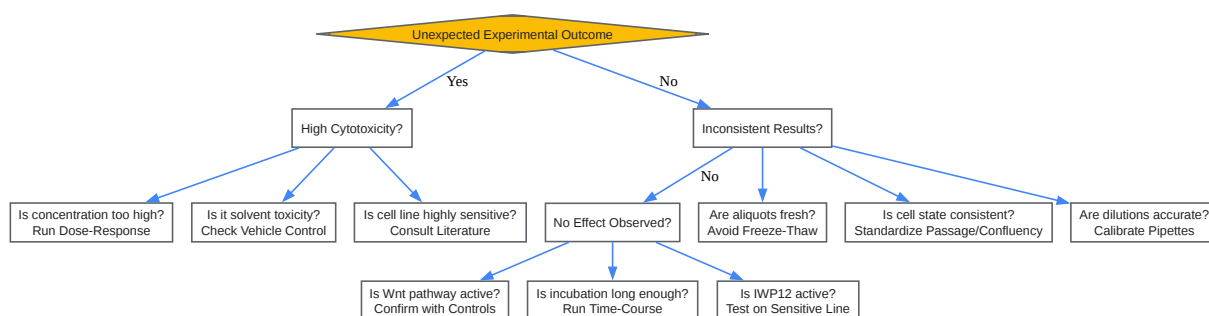 Unexpected Experimental Outcome
Yes
No
High Cytotoxicity?
Inconsistent Results?
No
Is concentration too high?
Run Dose-Response
Is it solvent toxicity?
Check Vehicle Control
Is cell line highly sensitive?
Consult Literature
No Effect Observed?
Are aliquots fresh?
Avoid Freeze-Thaw
Is cell state consistent?
Standardize Passage/Confluency
Are dilutions accurate?
Calibrate Pipettes
Is Wnt pathway active?
Confirm with Controls
Is incubation long enough?
Run Time-Course
Is IWP12 active?
Test on Sensitive Line